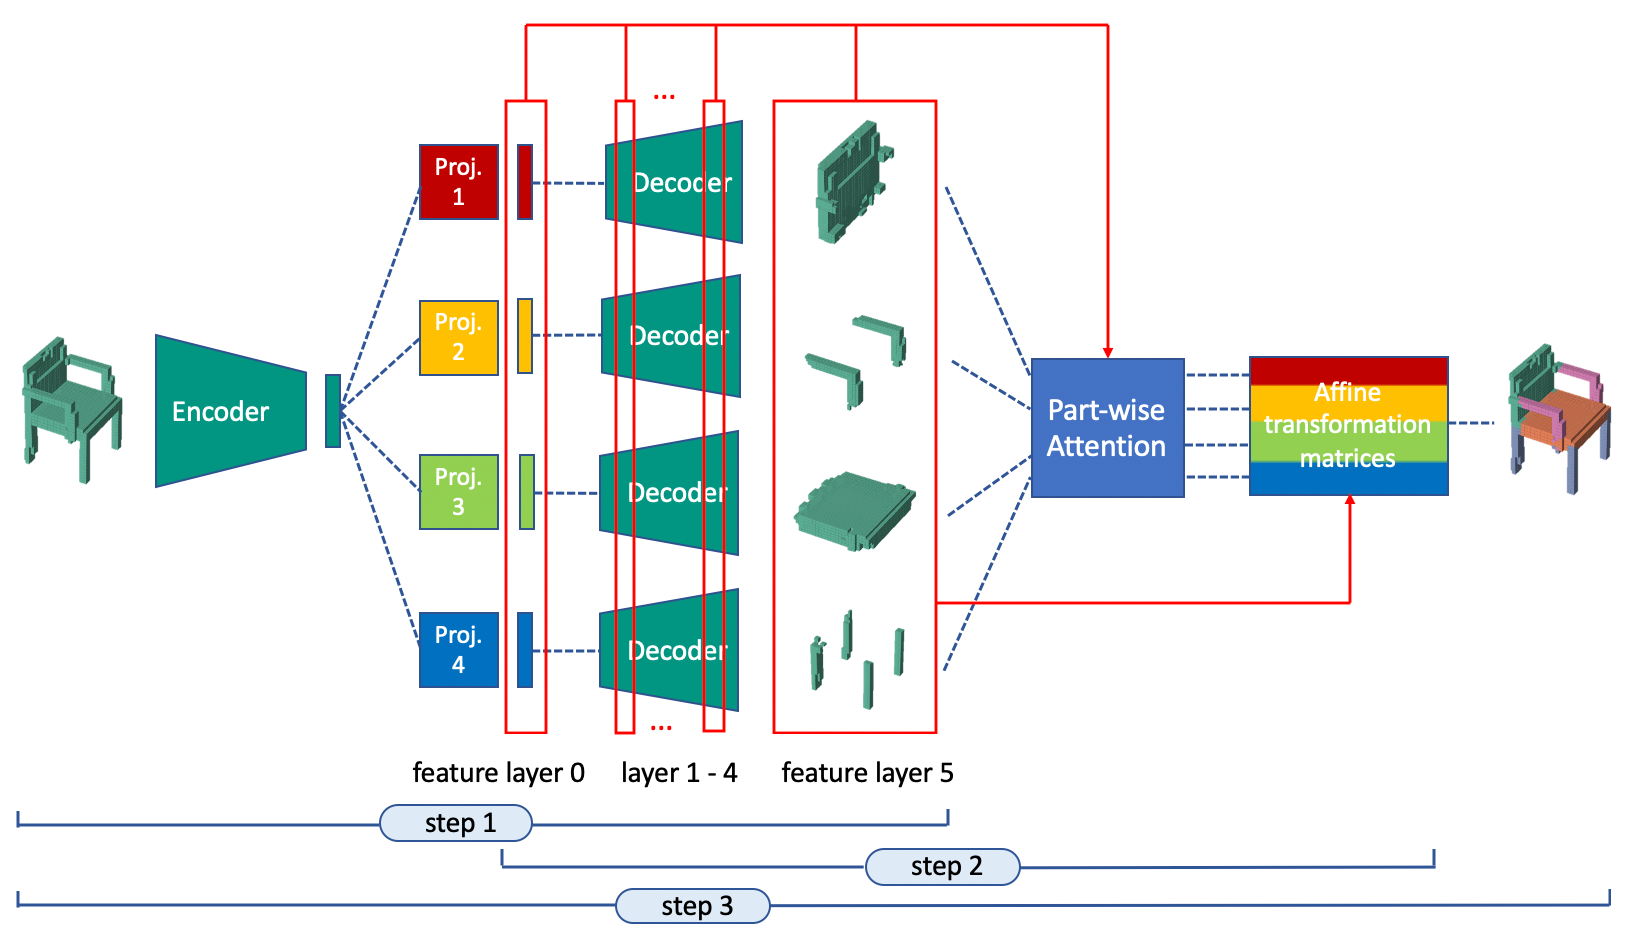 ...
Proj.
1
Decoder
Proj.
2
Decoder
Encoder
Part-wise
Attention
Affine
transformation
matrices
Proj.
3
Decoder
Proj.
4
Decoder
...
feature layer 0
layer 1 - 4
feature layer 5
step 1
step 2
step 3